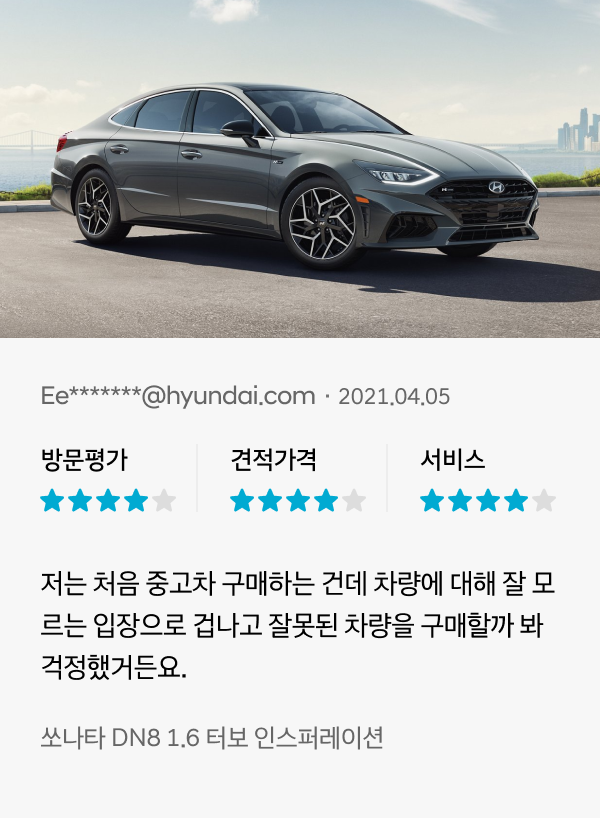 Ee*******@hyundai.com · 2021.04.05
방문평가 견적가격 서비스
저는 처음 중고차 구매하는 건데 차량에 대해 잘 모
르는 입장으로 겁나고 잘못된 차량을 구매할까 봐
걱정했거든요.
쏘나타 DN8 1.6 터보 인스퍼레이션